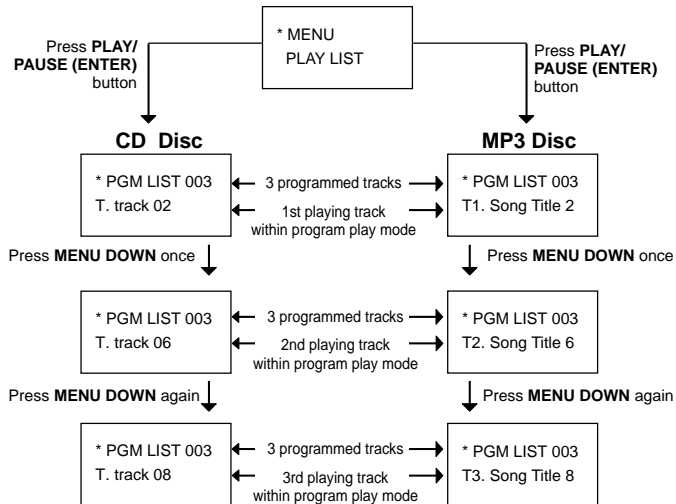 * MENU
PLAY LIST
Press PLAY/
PAUSE (ENTER)
button
Press PLAY/
PAUSE (ENTER)
button
CD Disc
MP3 Disc
* PGM LIST 003
T. track 02
3 programmed tracks
1st playing track
within program play mode
* PGM LIST 003
T1. Song Title 2
Press MENU DOWN once
Press MENU DOWN once
* PGM LIST 003
T. track 06
3 programmed tracks
2nd playing track
within program play mode
* PGM LIST 003
T2. Song Title 6
Press MENU DOWN again
Press MENU DOWN again
* PGM LIST 003
T. track 08
3 programmed tracks
3rd playing track
within program play mode
* PGM LIST 003
T3. Song Title 8